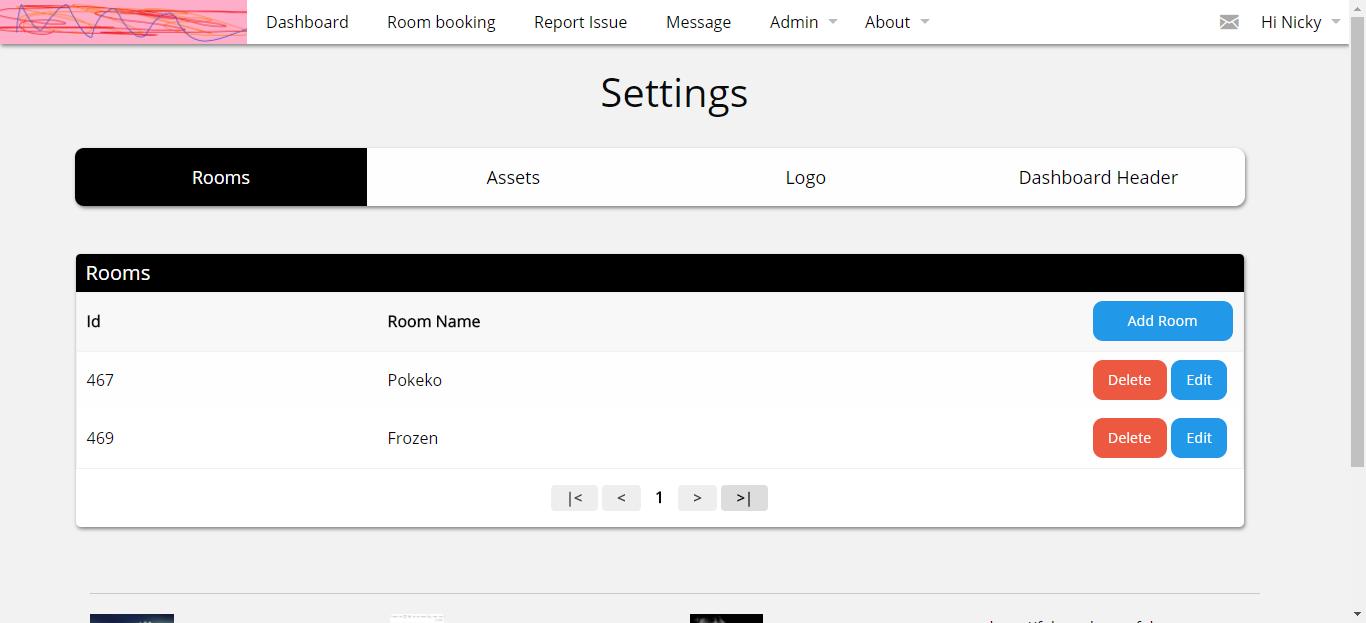 Dashboard Room booking Report Issue Message Admin About Hi Nicky
Settings
Rooms Assets Logo Dashboard Header
Rooms
Id Room Name Add Room
467 Pokeko Delete Edit
469 Frozen Delete Edit
|< < 1 > >|